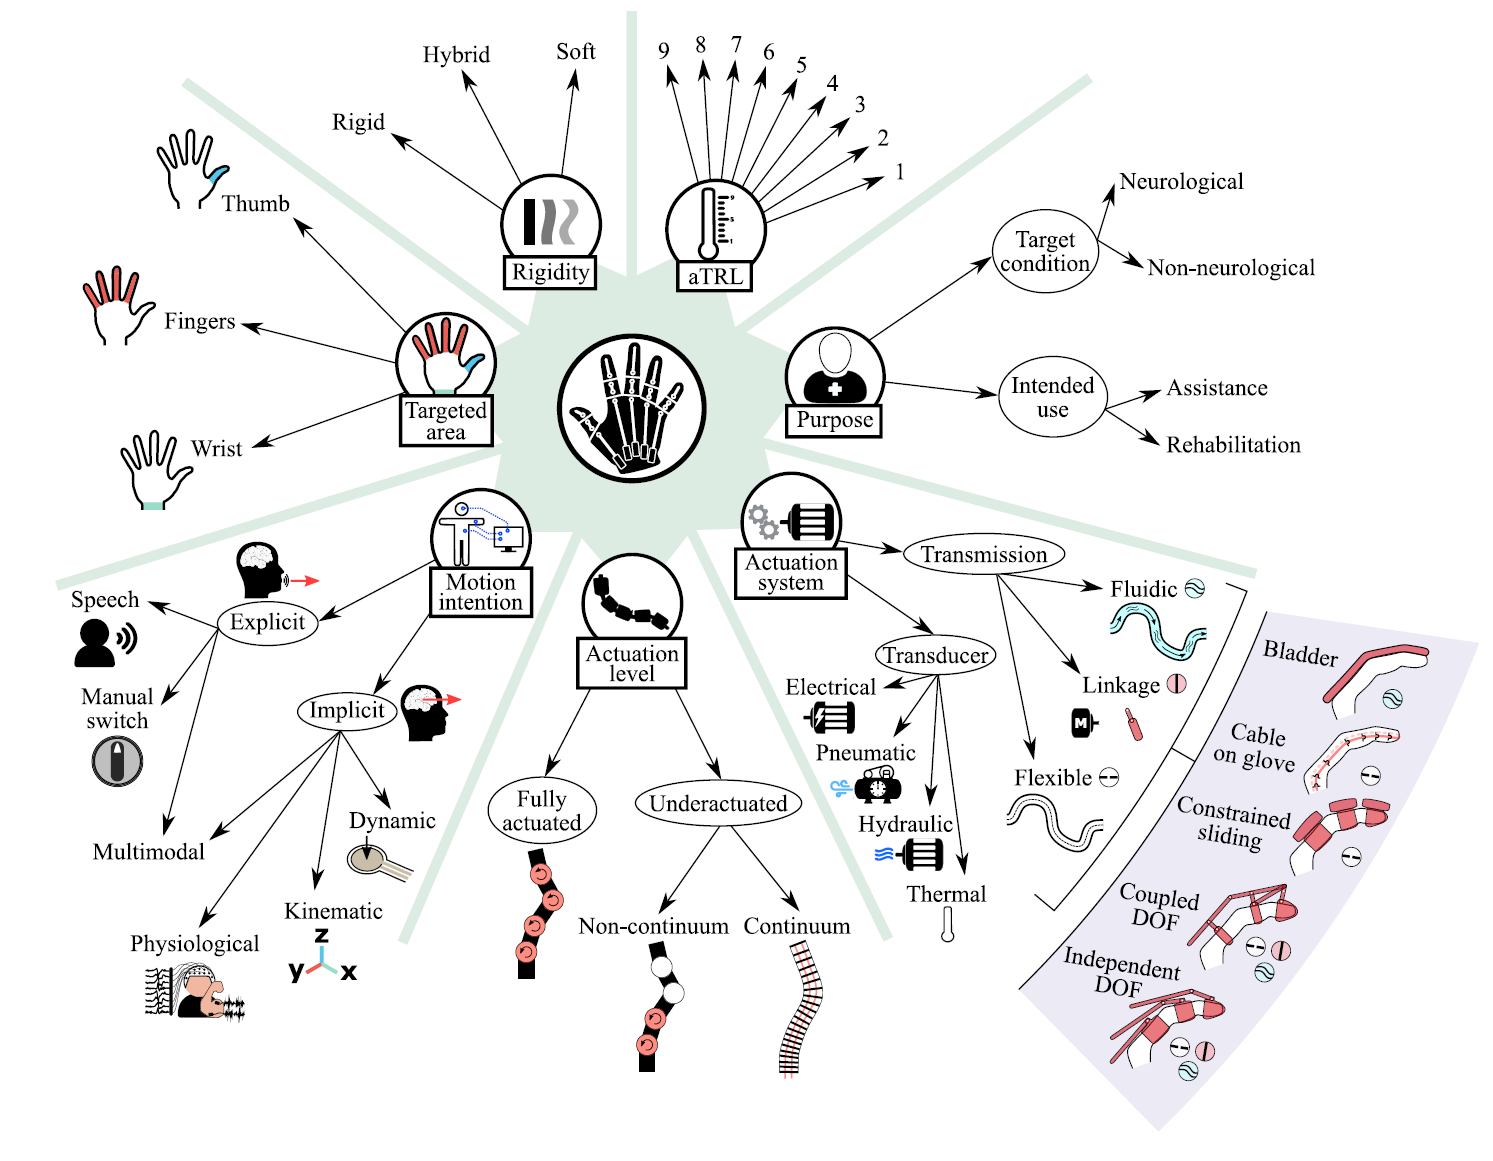 Hybrid
Soft
Rigid
Rigidity
9
8
7
6
5
4
3
2
1
9
5
1
aTRL
Neurological
Target
condition
Non-neurological
Purpose
Intended
use
Assistance
Rehabilitation
Thumb
Fingers
Wrist
Targeted
area
Motion
intention
Explicit
Speech
Manual
switch
Implicit
Multimodal
Dynamic
Kinematic
z
y
x
Physiological
Actuation
level
Fully
actuated
Underactuated
Non-continuum
Continuum
Actuation
system
Transmission
Fluidic
Linkage
M
Flexible
Transducer
Electrical
Pneumatic
Hydraulic
Thermal
Bladder
Cable
on glove
Constrained
sliding
Coupled
DOF
Independent
DOF